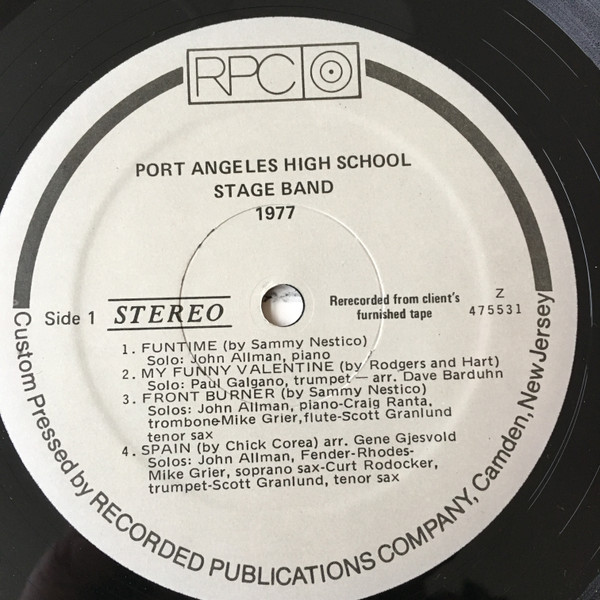 RPC
PORT ANGELES HIGH SCHOOL
STAGE BAND
1977
Side 1 STEREO
Rerecorded from client's
furnished tape
Z
475531
1. FUNTIME (by Sammy Nestico)
Solo: John Allman, piano
2. MY FUNNY VALENTINE (by Rodgers and Hart)
Solo: Paul Galgano, trumpet — arr. Dave Barduhn
3. FRONT BURNER (by Sammy Nestico)
Solos: John Allman, piano-Craig Ranta,
trombone-Mike Grier,flute-Scott Granlund
tenor sax
4. SPAIN (by Chick Corea) arr. Gene Gjesvold
Solos: John Allman, Fender-Rhodes-
Mike Grier, soprano sax-Curt Rodocker,
trumpet-Scott Granlund, tenor sax
Custom Pressed by RECORDED PUBLICATIONS COMPANY, Camden, New Jersey